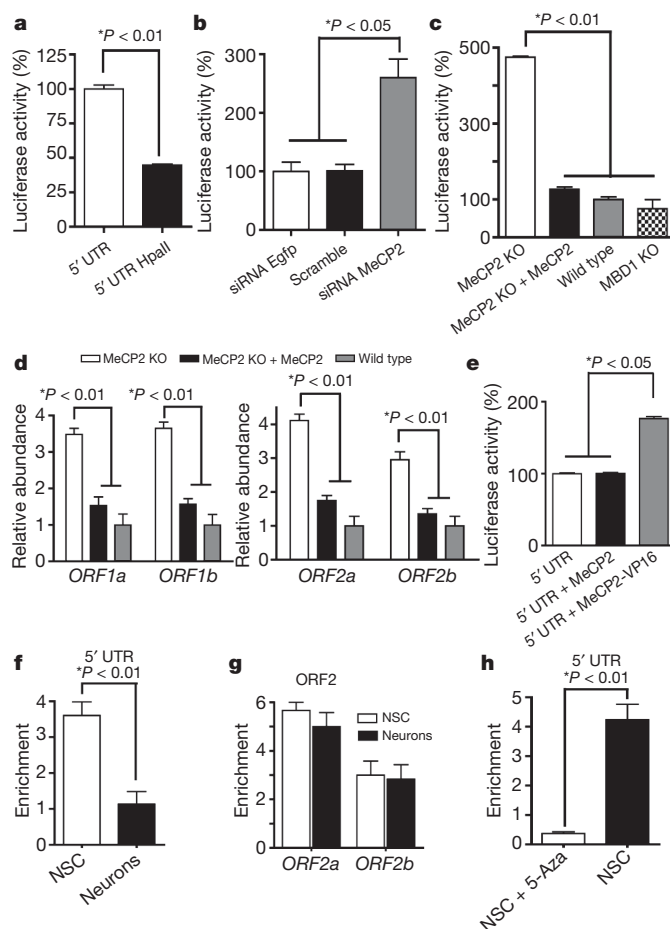 a
*P < 0.01
Luciferase activity (%)
125
100
75
50
25
0
5′ UTR
5′ UTR HpaII
b
*P < 0.05
Luciferase activity (%)
300
200
100
0
siRNA Egfp
Scramble
siRNA MeCP2
c
*P < 0.01
Luciferase activity (%)
500
300
100
0
MeCP2 KO
MeCP2 KO + MeCP2
Wild type
MBD1 KO
d
MeCP2 KO
MeCP2 KO + MeCP2
Wild type
*P < 0.01
*P < 0.01
Relative abundance
4
3
2
1
0
ORF1a
ORF1b
*P < 0.01
*P < 0.01
Relative abundance
4
3
2
1
0
ORF2a
ORF2b
e
*P < 0.05
Luciferase activity (%)
200
100
0
5′ UTR
5′ UTR + MeCP2
5′ UTR + MeCP2-VP16
f
5′ UTR
*P < 0.01
Enrichment
4
3
2
1
0
NSC
Neurons
g
ORF2
NSC
Neurons
Enrichment
6
4
2
0
ORF2a
ORF2b
h
5′ UTR
*P < 0.01
Enrichment
5
4
3
2
1
0
NSC + 5-Aza
NSC